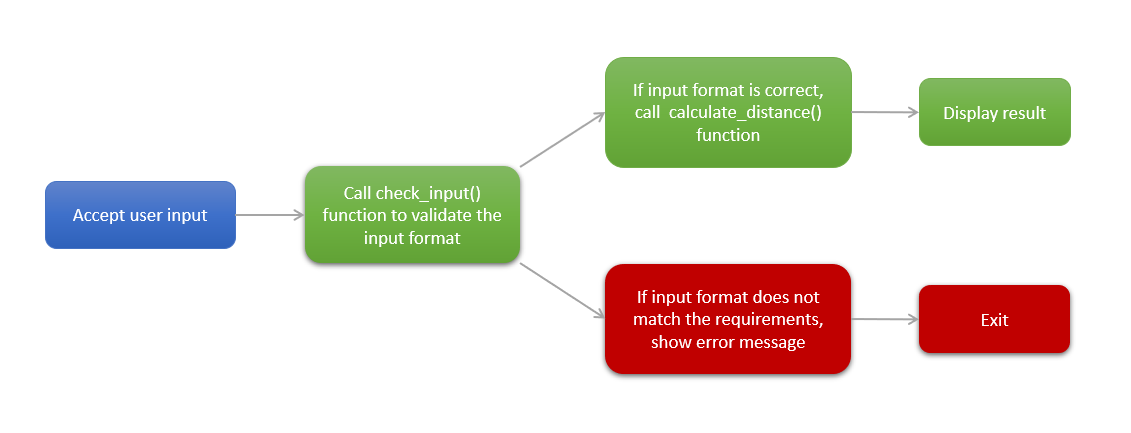 Accept user input
Call check_input()
function to validate the
input format
If input format is correct,
call calculate_distance()
function
Display result
If input format does not
match the requirements,
show error message
Exit